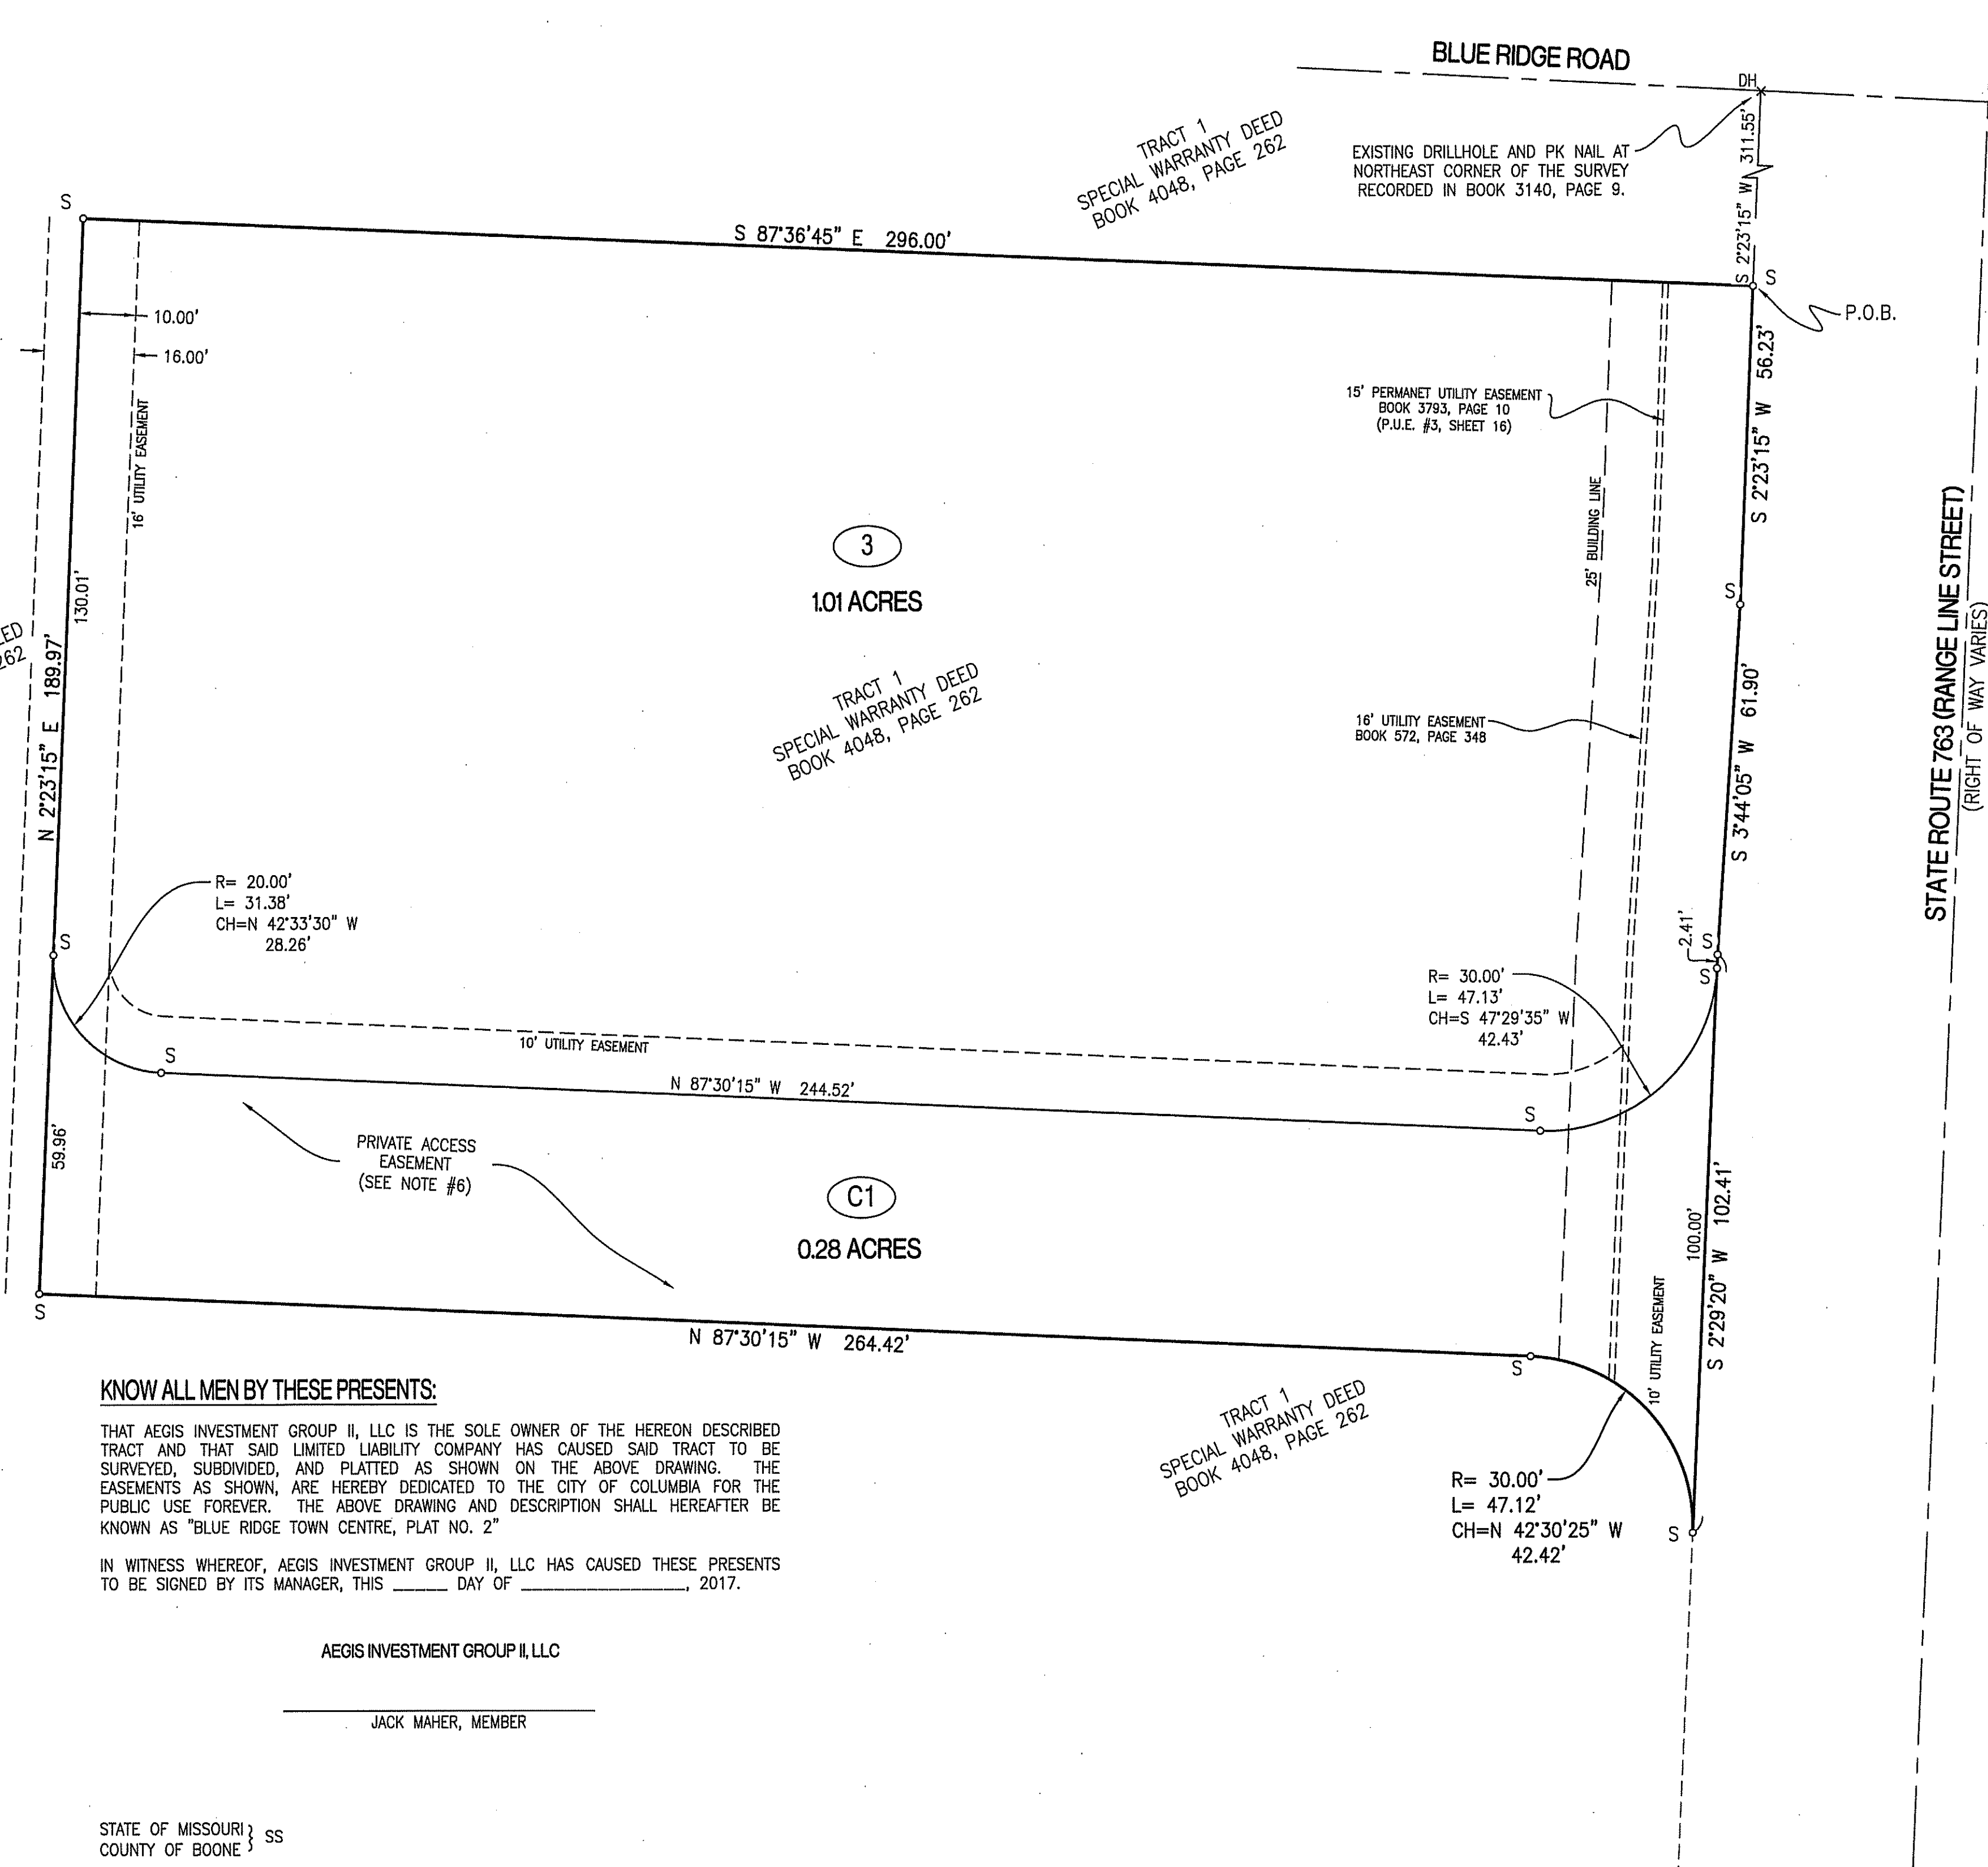 BLUE RIDGE ROAD
DH
S 2°23'15" W 311.55'
EXISTING DRILLHOLE AND PK NAIL AT
NORTHEAST CORNER OF THE SURVEY
RECORDED IN BOOK 3140, PAGE 9.
TRACT 1
SPECIAL WARRANTY DEED
BOOK 4048, PAGE 262
S
S 87°36'45" E 296.00'
S
P.O.B.
10.00'
16.00'
16' UTILITY EASEMENT
15' PERMANET UTILITY EASEMENT
BOOK 3793, PAGE 10
(P.U.E. #3, SHEET 16)
S 2°23'15" W 56.23'
25' BUILDING LINE
STATE ROUTE 763 (RANGE LINE STREET)
(RIGHT OF WAY VARIES)
3
1.01 ACRES
S
130.01'
N 2°23'15" E 189.97'
262
TRACT 1
SPECIAL WARRANTY DEED
BOOK 4048, PAGE 262
16' UTILITY EASEMENT
BOOK 572, PAGE 348
S 3°44'05" W 61.90'
R= 20.00'
L= 31.38'
CH=N 42°33'30" W
28.26'
S
2.41'
S
S
R= 30.00'
L= 47.13'
CH=S 47°29'35" W
42.43'
10' UTILITY EASEMENT
S
N 87°30'15" W 244.52'
S
59.96'
PRIVATE ACCESS
EASEMENT
(SEE NOTE #6)
C1
0.28 ACRES
100.00'
S 2°29'20" W 102.41'
10' UTILITY EASEMENT
S
N 87°30'15" W 264.42'
S
TRACT 1
SPECIAL WARRANTY DEED
BOOK 4048, PAGE 262
R= 30.00'
L= 47.12'
CH=N 42°30'25" W
42.42'
S
KNOW ALL MEN BY THESE PRESENTS:
THAT AEGIS INVESTMENT GROUP II, LLC IS THE SOLE OWNER OF THE HEREON DESCRIBED
TRACT AND THAT SAID LIMITED LIABILITY COMPANY HAS CAUSED SAID TRACT TO BE
SURVEYED, SUBDIVIDED, AND PLATTED AS SHOWN ON THE ABOVE DRAWING. THE
EASEMENTS AS SHOWN, ARE HEREBY DEDICATED TO THE CITY OF COLUMBIA FOR THE
PUBLIC USE FOREVER. THE ABOVE DRAWING AND DESCRIPTION SHALL HEREAFTER BE
KNOWN AS "BLUE RIDGE TOWN CENTRE, PLAT NO. 2"
IN WITNESS WHEREOF, AEGIS INVESTMENT GROUP II, LLC HAS CAUSED THESE PRESENTS
TO BE SIGNED BY ITS MANAGER, THIS _____ DAY OF ________________, 2017.
AEGIS INVESTMENT GROUP II, LLC
JACK MAHER, MEMBER
STATE OF MISSOURI } SS
COUNTY OF BOONE